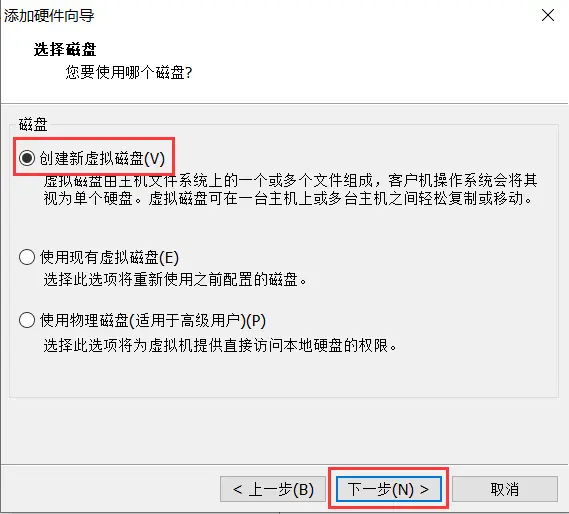 添加硬件向导
选择磁盘
您要使用哪个磁盘?
磁盘
创建新虚拟磁盘(V)
虚拟磁盘由主机文件系统上的一个或多个文件组成，客户机操作系统会将其
视为单个硬盘。虚拟磁盘可在一台主机上或多台主机之间轻松复制或移动。
使用现有虚拟磁盘(E)
选择此选项将重新使用之前配置的磁盘。
使用物理磁盘(适用于高级用户)(P)
选择此选项将为虚拟机提供直接访问本地硬盘的权限。
< 上一步(B)
下一步(N) >
取消